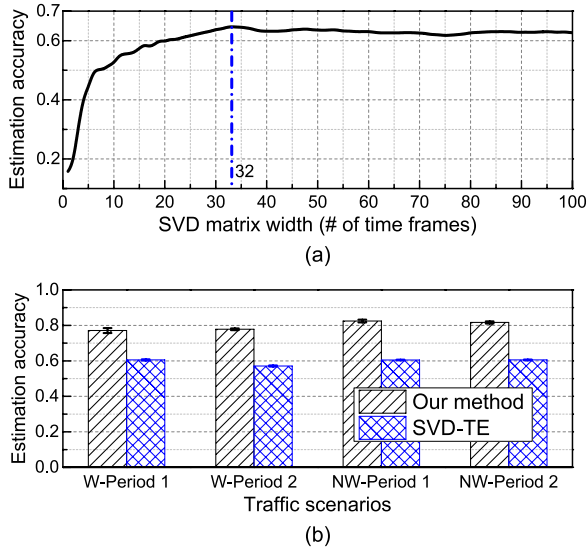 Estimation accuracy
0.7
0.4
0.2
32
0 10 20 30 40 50 60 70 80 90 100
SVD matrix width (# of time frames)
(a)
Estimation accuracy
1.0
0.8
0.6
0.4
0.2
0.0
Our method
SVD-TE
W-Period 1 W-Period 2 NW-Period 1 NW-Period 2
Traffic scenarios
(b)